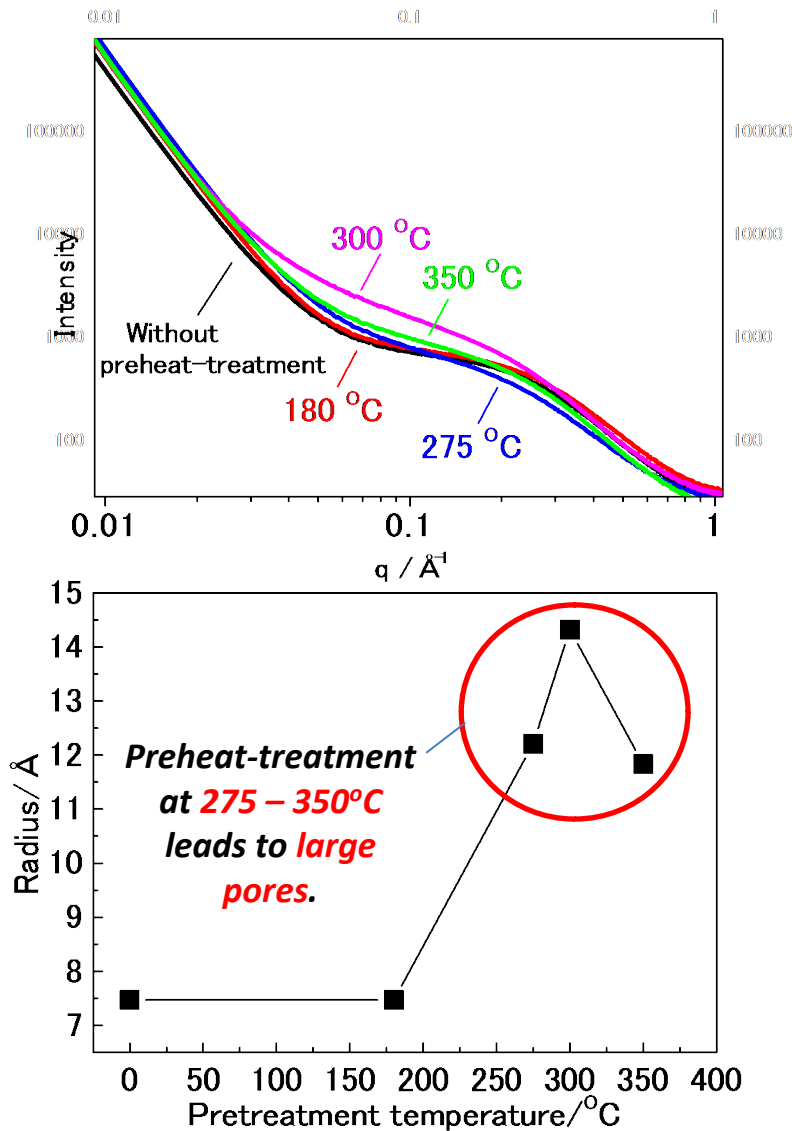 0.01 0.1 1
100000 100000
10000 10000
1000 1000
100 100
Intensity
300 °C
350 °C
Without
preheat-treatment
180 °C
275 °C
0.01 0.1 1
q / Å-1
15
14
13
12
11
10
9
8
7
Radius/Å
Preheat-treatment
at 275 – 350°C
leads to large
pores.
0 50 100 150 200 250 300 350 400
Pretreatment temperature/°C